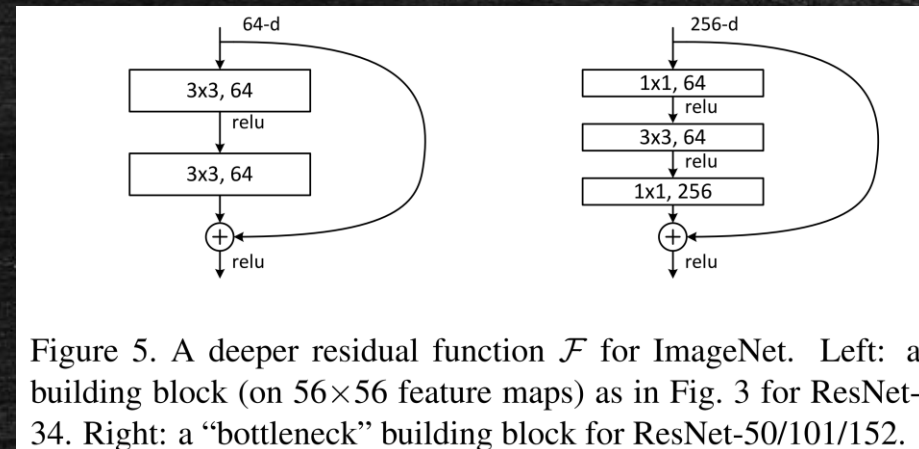 64-d
3x3, 64
relu
3x3, 64
+
relu
256-d
1x1, 64
relu
3x3, 64
relu
1x1, 256
+
relu
Figure 5. A deeper residual function F for ImageNet. Left: a
building block (on 56×56 feature maps) as in Fig. 3 for ResNet-
34. Right: a “bottleneck” building block for ResNet-50/101/152.